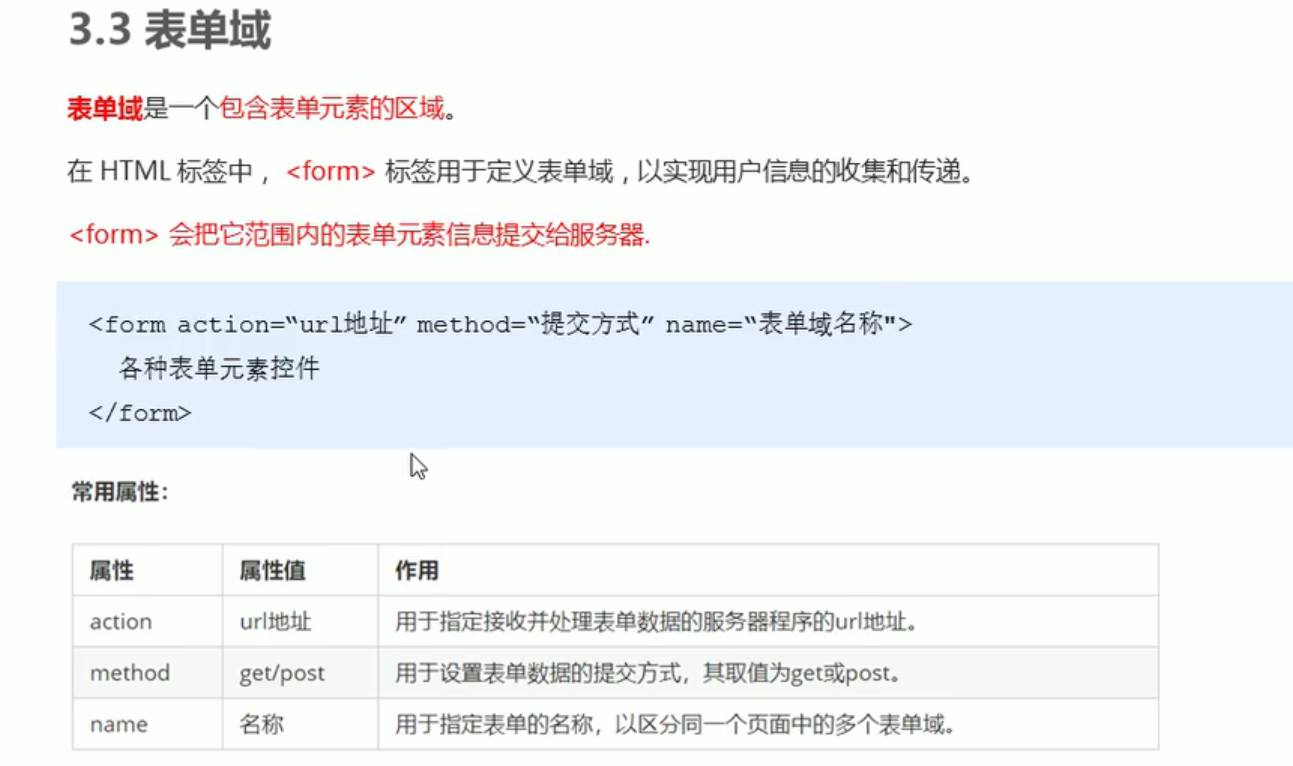 3.3 表单域
表单域是一个包含表单元素的区域。
在 HTML 标签中，<form> 标签用于定义表单域，以实现用户信息的收集和传递。
<form> 会把它范围内的表单元素信息提交给服务器.
<form action=“url地址” method=“提交方式” name=“表单域名称">
各种表单元素控件
</form>
常用属性：
属性 属性值 作用
action url地址 用于指定接收并处理表单数据的服务器程序的url地址。
method get/post 用于设置表单数据的提交方式，其取值为get或post。
name 名称 用于指定表单的名称，以区分同一个页面中的多个表单域。